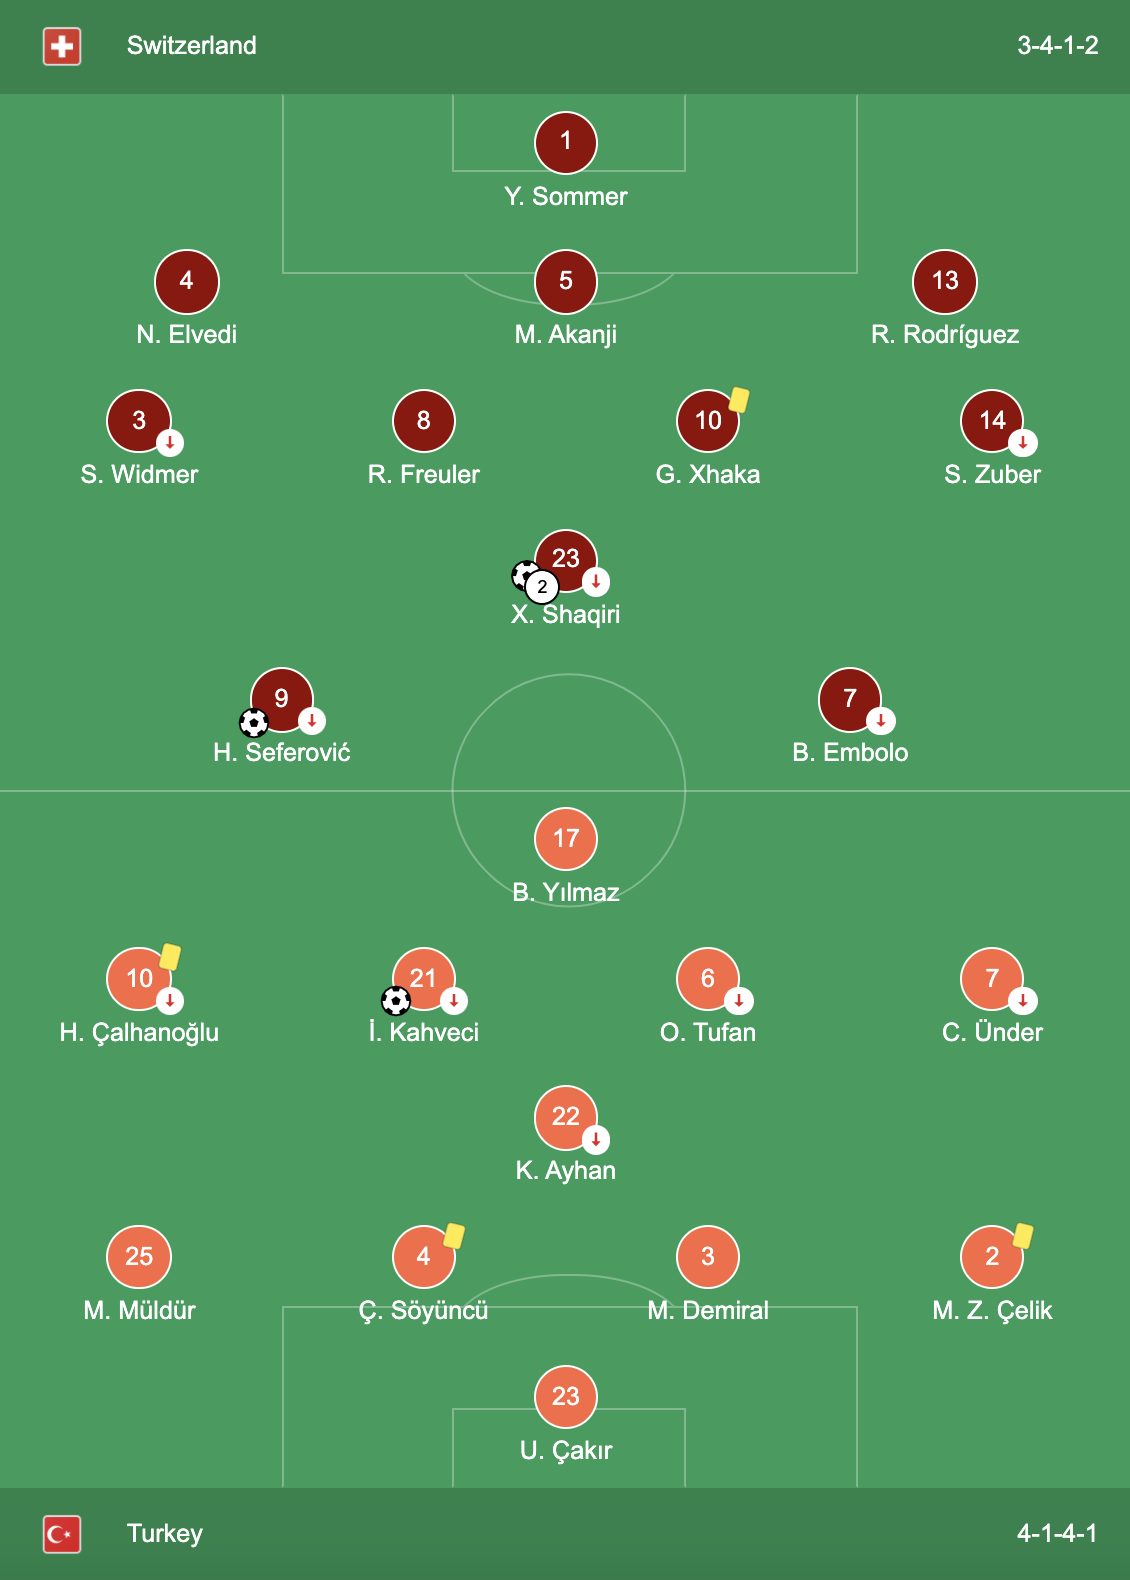 Switzerland 3-4-1-2
1
Y. Sommer
4 5 13
N. Elvedi M. Akanji R. Rodríguez
3 8 10 14
S. Widmer R. Freuler G. Xhaka S. Zuber
23
2
X. Shaqiri
9 7
H. Seferović B. Embolo
17
B. Yılmaz
10 21 6 7
H. Çalhanoğlu İ. Kahveci O. Tufan C. Ünder
22
K. Ayhan
25 4 3 2
M. Müldür Ç. Söyüncü M. Demiral M. Z. Çelik
23
U. Çakır
Turkey 4-1-4-1